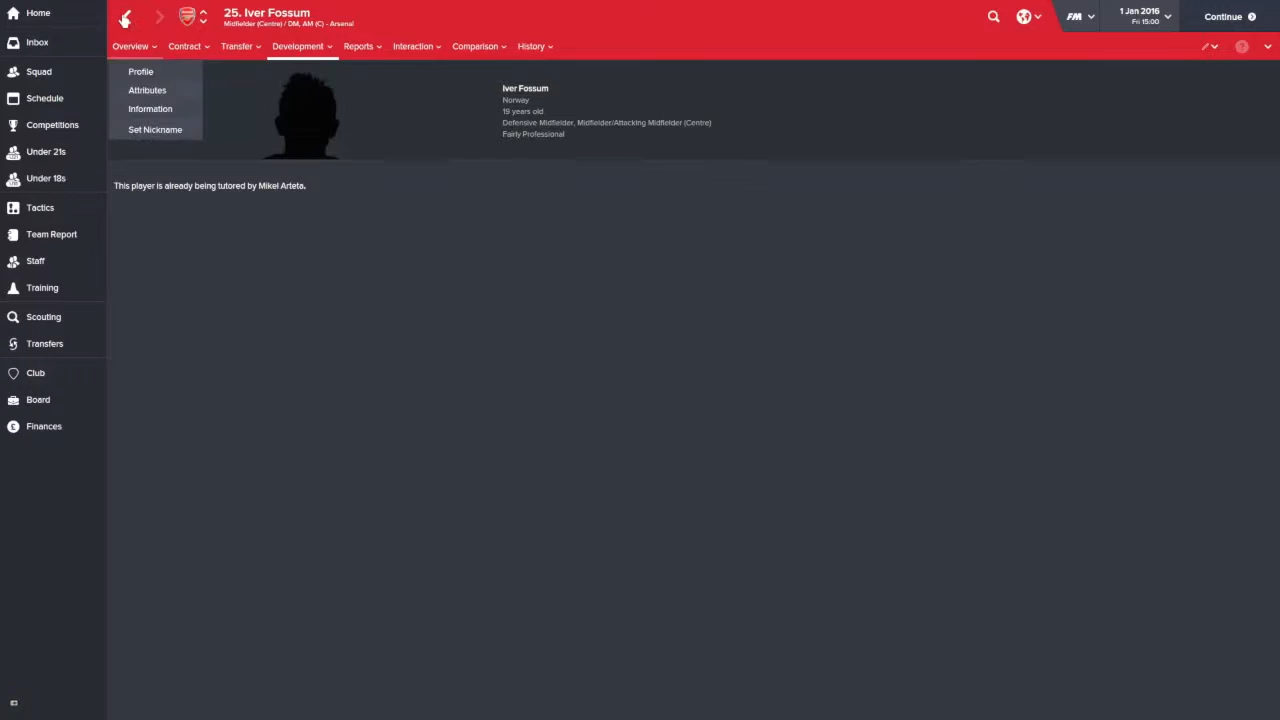 Home
Inbox
Squad
Schedule
Competitions
Under 21s
Under 18s
Tactics
Team Report
Staff
Training
Scouting
Transfers
Club
Board
Finances
25. Iver Fossum
Midfielder (Centre) / DM, AM (C) - Arsenal
FM
1 Jan 2016
Fri 15:00
Continue
Overview
Contract
Transfer
Development
Reports
Interaction
Comparison
History
Profile
Attributes
Information
Set Nickname
Iver Fossum
Norway
19 years old
Defensive Midfielder, Midfielder/Attacking Midfielder (Centre)
Fairly Professional
This player is already being tutored by Mikel Arteta.